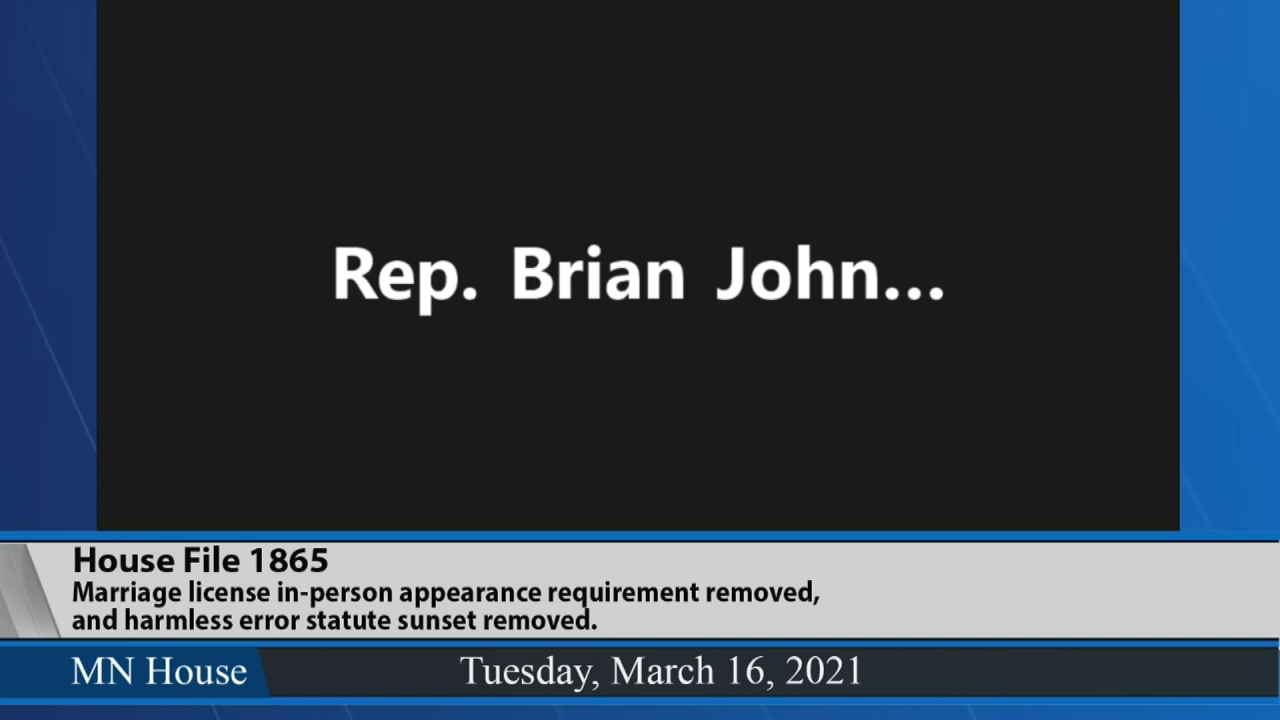 Rep. Brian John...
House File 1865
Marriage license in-person appearance requirement removed,
and harmless error statute sunset removed.
MN House
Tuesday, March 16, 2021